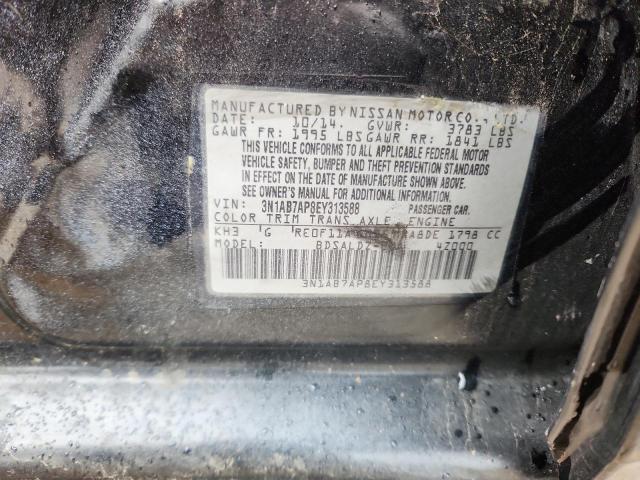 MANUFACTURED BY NISSAN MOTOR CO., LTD.
DATE: 10/14 GVWR: 3783 LBS
GAWR FR: 1995 LBS GAWR RR: 1841 LBS
THIS VEHICLE CONFORMS TO ALL APPLICABLE FEDERAL MOTOR
VEHICLE SAFETY, BUMPER AND THEFT PREVENTION STANDARDS
IN EFFECT ON THE DATE OF MANUFACTURE SHOWN ABOVE.
SEE OWNER'S MANUAL FOR ADDITIONAL INFORMATION.
VIN: 3N1AB7AP8EY313588 PASSENGER CAR.
COLOR TRIM TRANS AXLE ENGINE
KH3 G 1798 CC
MODEL: 4Z000
3N1AB7AP8EY313588